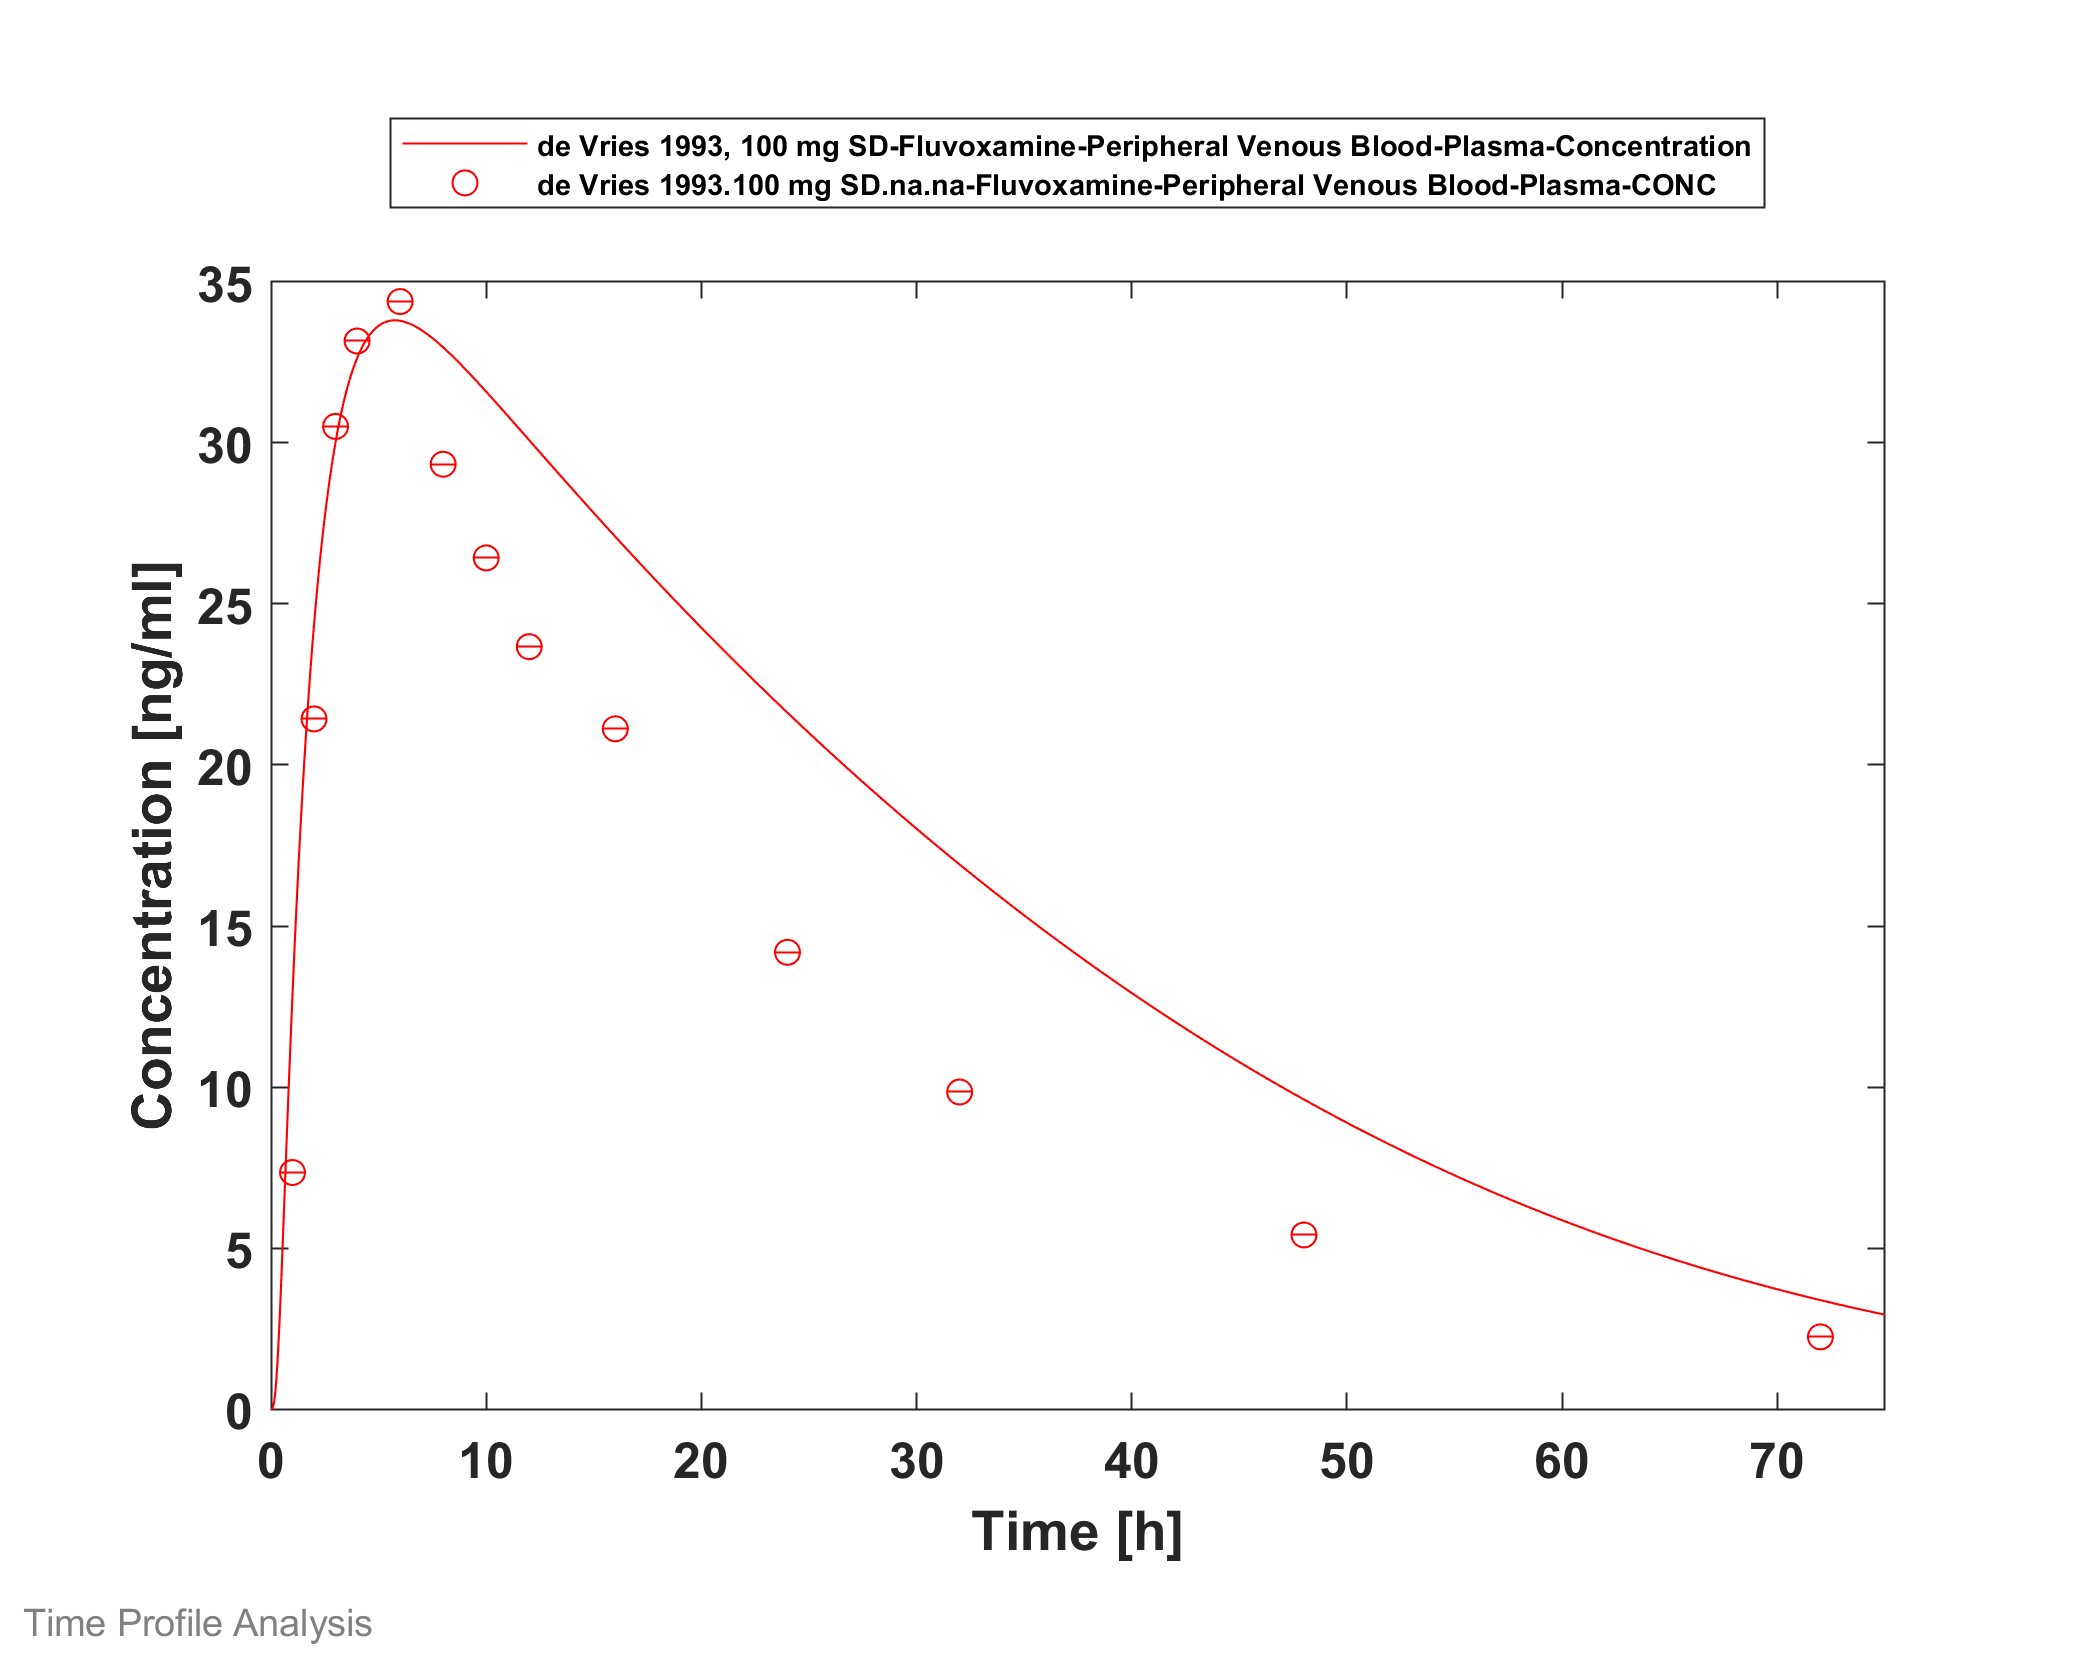 de Vries 1993, 100 mg SD-Fluvoxamine-Peripheral Venous Blood-Plasma-Concentration
de Vries 1993.100 mg SD.na.na-Fluvoxamine-Peripheral Venous Blood-Plasma-CONC
35
30
25
20
15
10
5
0
Concentration [ng/ml]
0 10 20 30 40 50 60 70
Time [h]
Time Profile Analysis